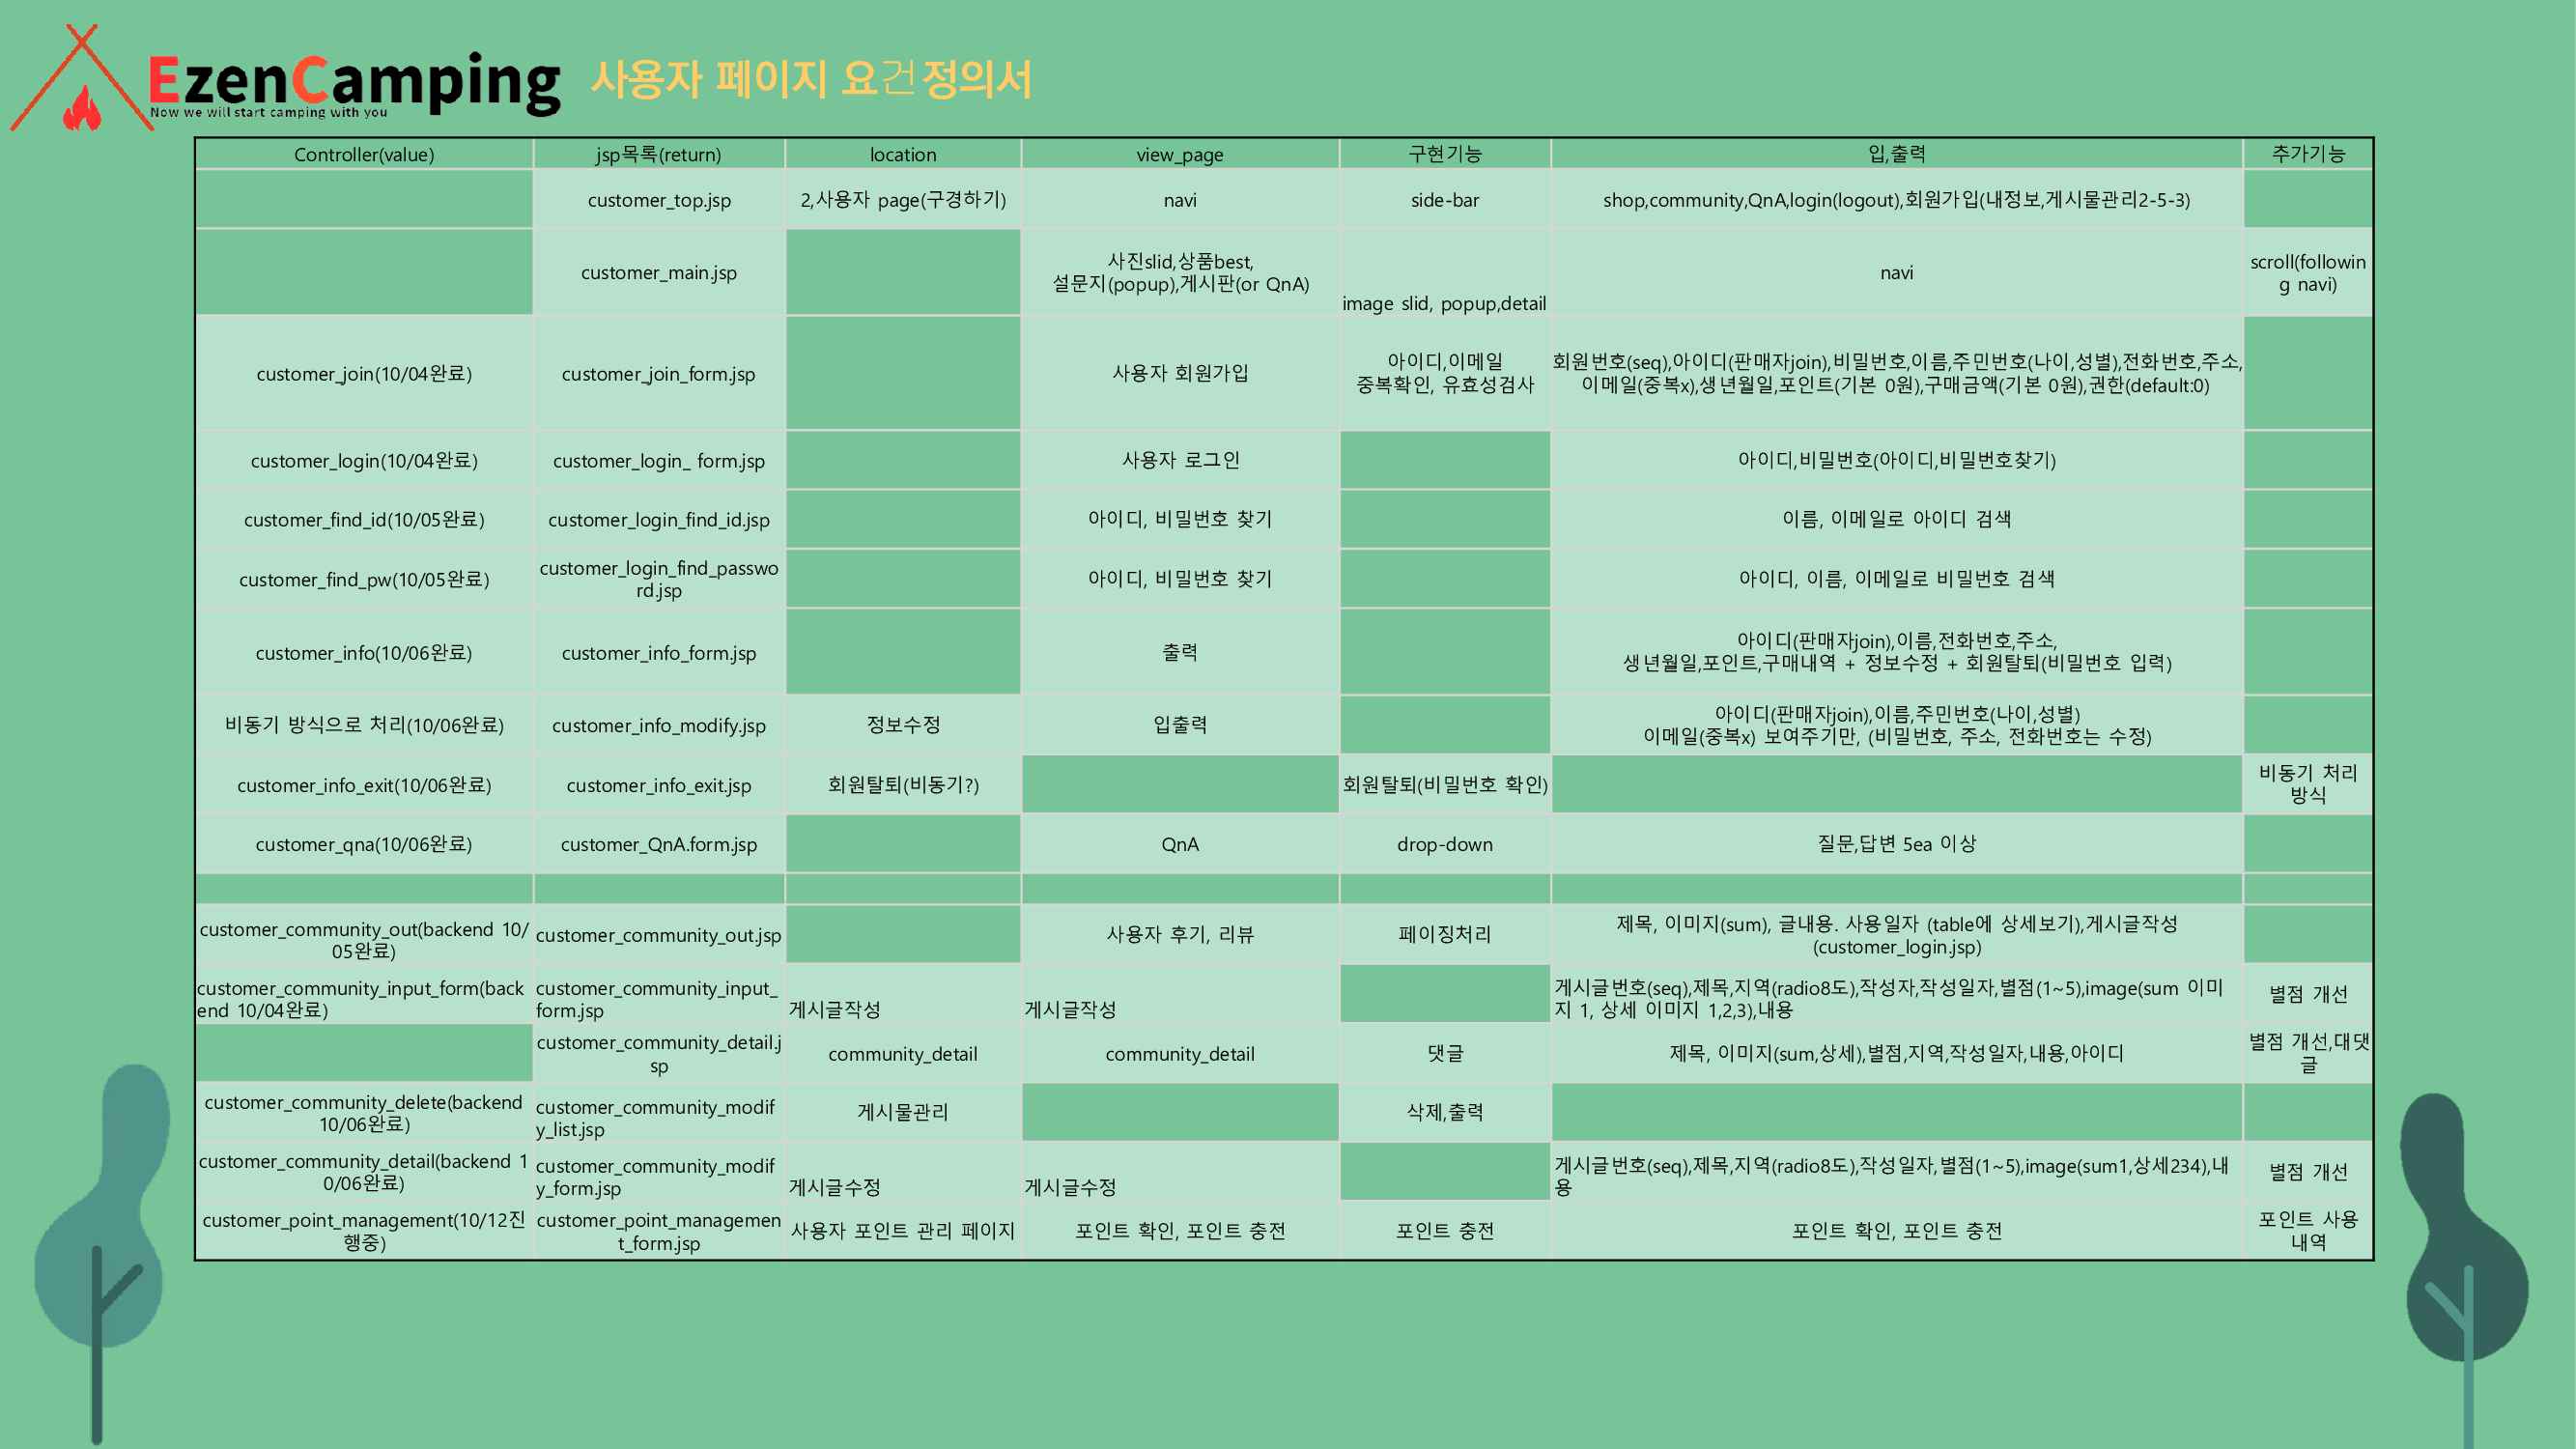 EzenCamping
Now we will start camping with you
사용자 페이지 요건정의서
Controller(value) jsp목록(return) location view_page 구현기능 입,출력 추가기능
customer_top.jsp 2,사용자 page(구경하기) navi side-bar shop,community,QnA,login(logout),회원가입(내정보,게시물관리2-5-3)
customer_main.jsp
사진slid,상품best,
설문지(popup),게시판(or QnA)
image slid, popup,detail
navi
scroll(followin
g navi)
customer_join(10/04완료) customer_join_form.jsp 사용자 회원가입
아이디,이메일
중복확인, 유효성검사
회원번호(seq),아이디(판매자join),비밀번호,이름,주민번호(나이,성별),전화번호,주소,
이메일(중복x),생년월일,포인트(기본 0원),구매금액(기본 0원),권한(default:0)
customer_login(10/04완료) customer_login_ form.jsp 사용자 로그인 아이디,비밀번호(아이디,비밀번호찾기)
customer_find_id(10/05완료) customer_login_find_id.jsp 아이디, 비밀번호 찾기 이름, 이메일로 아이디 검색
customer_find_pw(10/05완료)
customer_login_find_passwo
rd.jsp
아이디, 비밀번호 찾기 아이디, 이름, 이메일로 비밀번호 검색
customer_info(10/06완료) customer_info_form.jsp 출력
아이디(판매자join),이름,전화번호,주소,
생년월일,포인트,구매내역 + 정보수정 + 회원탈퇴(비밀번호 입력)
비동기 방식으로 처리(10/06완료) customer_info_modify.jsp 정보수정 입출력
아이디(판매자join),이름,주민번호(나이,성별)
이메일(중복x) 보여주기만, (비밀번호, 주소, 전화번호는 수정)
customer_info_exit(10/06완료) customer_info_exit.jsp 회원탈퇴(비동기?) 회원탈퇴(비밀번호 확인)
비동기 처리
방식
customer_qna(10/06완료) customer_QnA.form.jsp QnA drop-down 질문,답변 5ea 이상
customer_community_out(backend 10/
05완료)
customer_community_out.jsp 사용자 후기, 리뷰 페이징처리
제목, 이미지(sum), 글내용. 사용일자 (table에 상세보기),게시글작성
(customer_login.jsp)
customer_community_input_form(back
end 10/04완료)
customer_community_input_
form.jsp
게시글작성 게시글작성
게시글번호(seq),제목,지역(radio8도),작성자,작성일자,별점(1~5),image(sum 이미
지 1, 상세 이미지 1,2,3),내용
별점 개선
customer_community_detail.j
sp
community_detail community_detail 댓글 제목, 이미지(sum,상세),별점,지역,작성일자,내용,아이디
별점 개선,대댓
글
customer_community_delete(backend
10/06완료)
customer_community_modif
y_list.jsp
게시물관리 삭제,출력
customer_community_detail(backend 1
0/06완료)
customer_community_modif
y_form.jsp
게시글수정 게시글수정
게시글번호(seq),제목,지역(radio8도),작성일자,별점(1~5),image(sum1,상세234),내
용
별점 개선
customer_point_management(10/12진
행중)
customer_point_managemen
t_form.jsp
사용자 포인트 관리 페이지 포인트 확인, 포인트 충전 포인트 충전 포인트 확인, 포인트 충전
포인트 사용
내역